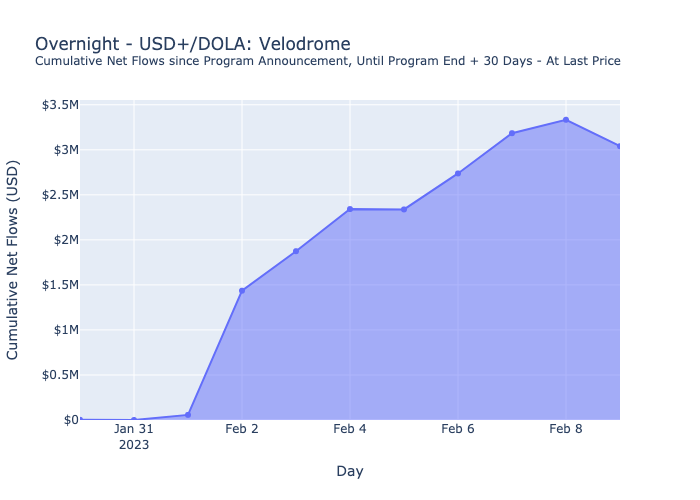 Overnight - USD+/DOLA: Velodrome
Cumulative Net Flows since Program Announcement, Until Program End + 30 Days - At Last Price
$3.5M
$3M
$2.5M
$2M
$1.5M
$1M
$0.5M
$0
Cumulative Net Flows (USD)
Jan 31
2023
Feb 2
Feb 4
Feb 6
Feb 8
Day